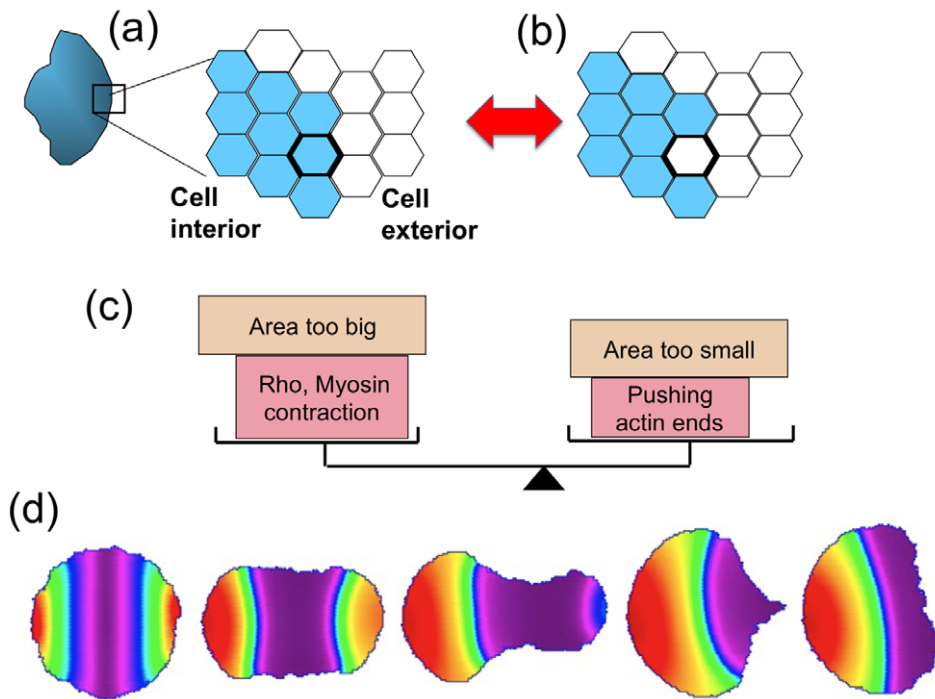 (a)
(b)
Cell
interior
Cell
exterior
(c)
Area too big
Area too small
Rho, Myosin
contraction
Pushing
actin ends
(d)